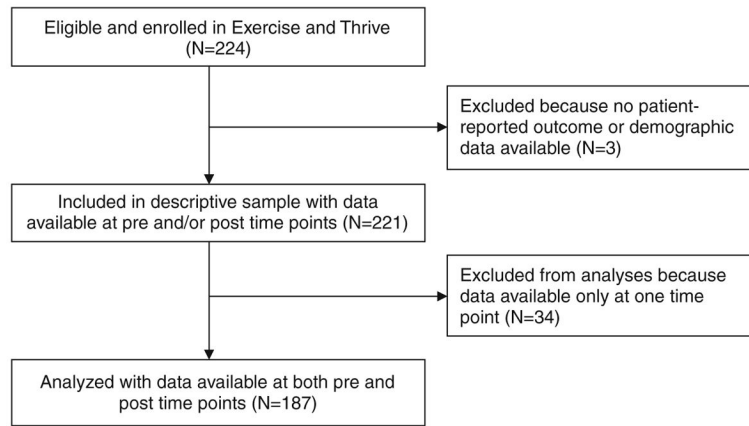 Eligible and enrolled in Exercise and Thrive
(N=224)
Excluded because no patient-
reported outcome or demographic
data available (N=3)
Included in descriptive sample with data
available at pre and/or post time points (N=221)
Excluded from analyses because
data available only at one time
point (N=34)
Analyzed with data available at both pre and
post time points (N=187)